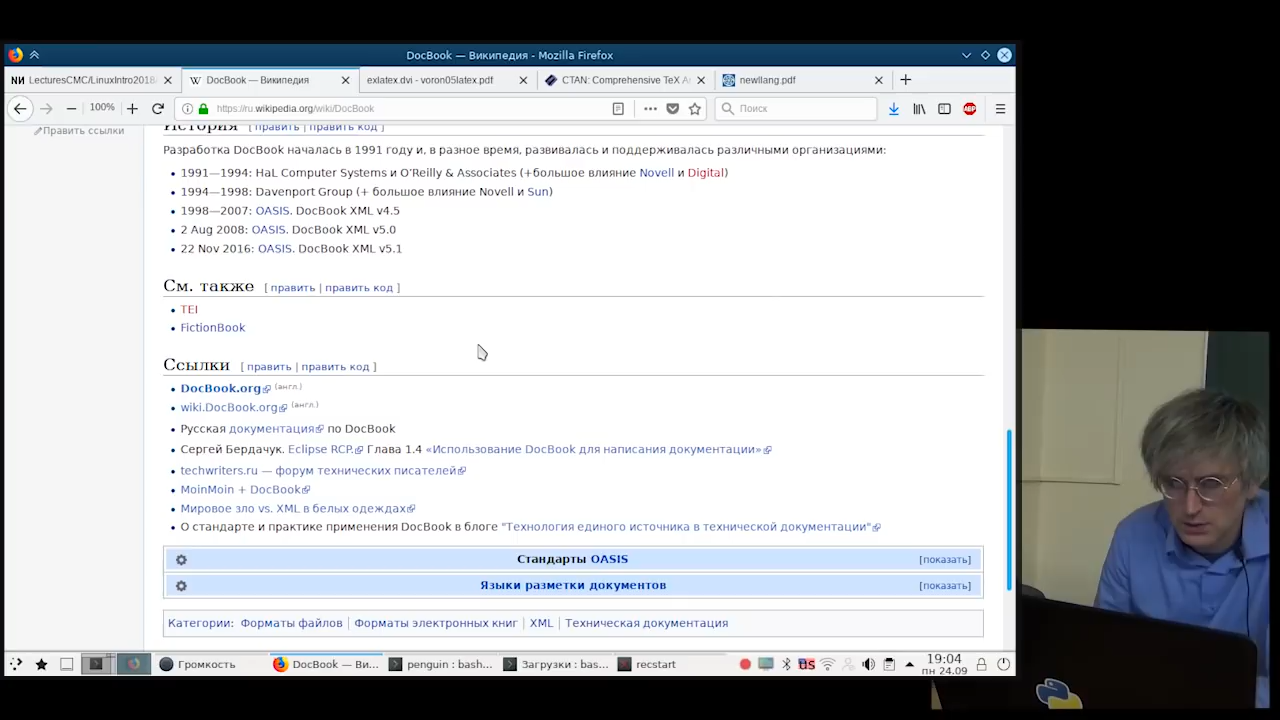 DocBook — Википедия - Mozilla Firefox
LecturesCMC/LinuxIntro2018
DocBook — Википедия
exlatex.dvi - voron05latex.pdf
CTAN: Comprehensive TeX A
newllang.pdf
100%
https://ru.wikipedia.org/wiki/DocBook
Поиск
ABP
Править ссылки
История [ править | править код ]
Разработка DocBook началась в 1991 году и, в разное время, развивалась и поддерживалась различными организациями:
1991—1994: HaL Computer Systems и O'Reilly & Associates (+большое влияние Novell и Digital)
1994—1998: Davenport Group (+ большое влияние Novell и Sun)
1998—2007: OASIS. DocBook XML v4.5
2 Aug 2008: OASIS. DocBook XML v5.0
22 Nov 2016: OASIS. DocBook XML v5.1
См. также [ править | править код ]
TEI
FictionBook
Ссылки [ править | править код ]
DocBook.org (англ.)
wiki.DocBook.org (англ.)
Русская документация по DocBook
Сергей Бердачук. Eclipse RCP. Глава 1.4 «Использование DocBook для написания документации»
techwriters.ru — форум технических писателей
MoinMoin + DocBook
Мировое зло vs. XML в белых одеждах
О стандарте и практике применения DocBook в блоге "Технология единого источника в технической документации"
Стандарты OASIS [показать]
Языки разметки документов [показать]
Категории: Форматы файлов | Форматы электронных книг | XML | Техническая документация
Громкость
DocBook — Ви...
penguin : bash...
Загрузки : bas...
recstart
US
19:04
пн 24.09